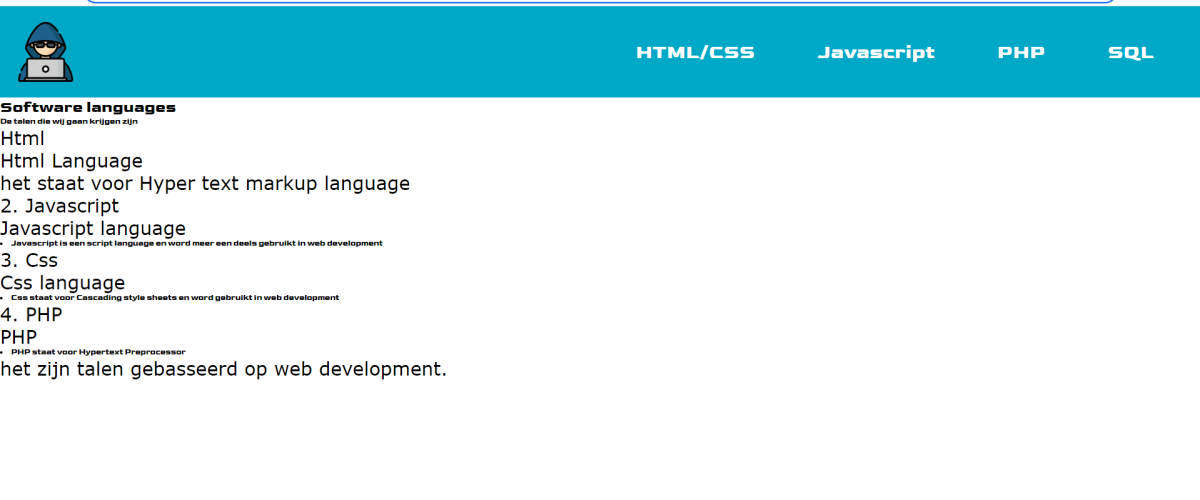 HTML/CSS Javascript PHP SQL
Software languages
De talen die wij gaan krijgen zijn
Html
Html Language
het staat voor Hyper text markup language
2. Javascript
Javascript language
• Javascript is een script language en word meer een deels gebruikt in web development
3. Css
Css language
• Css staat voor Cascading style sheets en word gebruikt in web development
4. PHP
PHP
• PHP staat voor Hypertext Preprocessor
het zijn talen gebasseerd op web development.